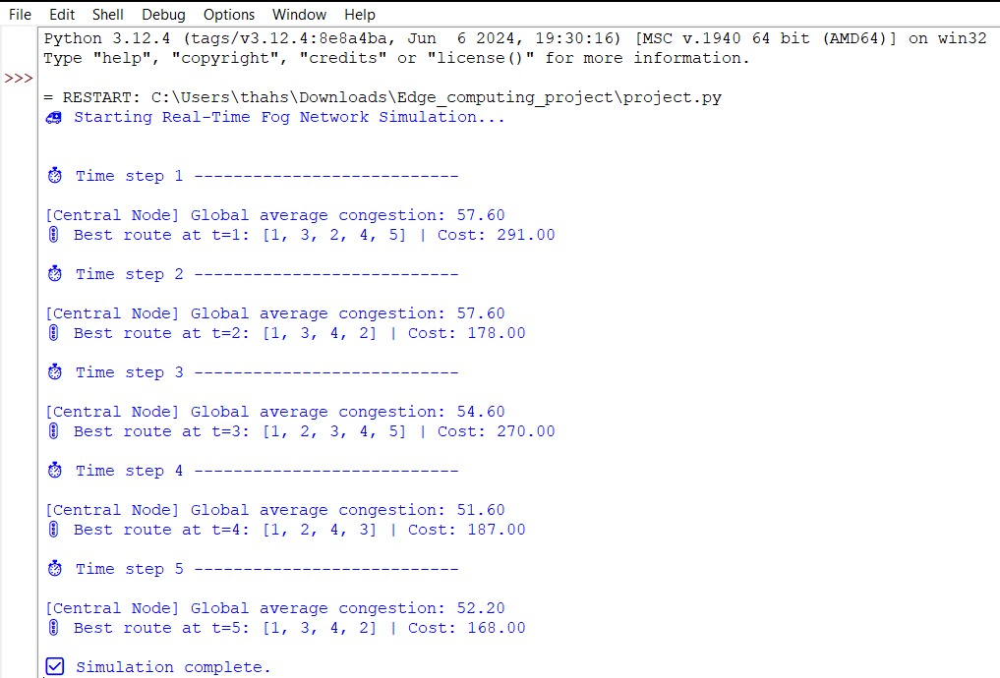 File Edit Shell Debug Options Window Help
Python 3.12.4 (tags/v3.12.4:8e8a4ba, Jun  6 2024, 19:30:16) [MSC v.1940 64 bit (AMD64)] on win32
Type "help", "copyright", "credits" or "license()" for more information.
>>>
= RESTART: C:\Users\thahs\Downloads\Edge_computing_project\project.py
🚑 Starting Real-Time Fog Network Simulation...
⏱ Time step 1 ---------------------------
[Central Node] Global average congestion: 57.60
🚦 Best route at t=1: [1, 3, 2, 4, 5] | Cost: 291.00
⏱ Time step 2 ---------------------------
[Central Node] Global average congestion: 57.60
🚦 Best route at t=2: [1, 3, 4, 2] | Cost: 178.00
⏱ Time step 3 ---------------------------
[Central Node] Global average congestion: 54.60
🚦 Best route at t=3: [1, 2, 3, 4, 5] | Cost: 270.00
⏱ Time step 4 ---------------------------
[Central Node] Global average congestion: 51.60
🚦 Best route at t=4: [1, 2, 4, 3] | Cost: 187.00
⏱ Time step 5 ---------------------------
[Central Node] Global average congestion: 52.20
🚦 Best route at t=5: [1, 3, 4, 2] | Cost: 168.00
☑ Simulation complete.